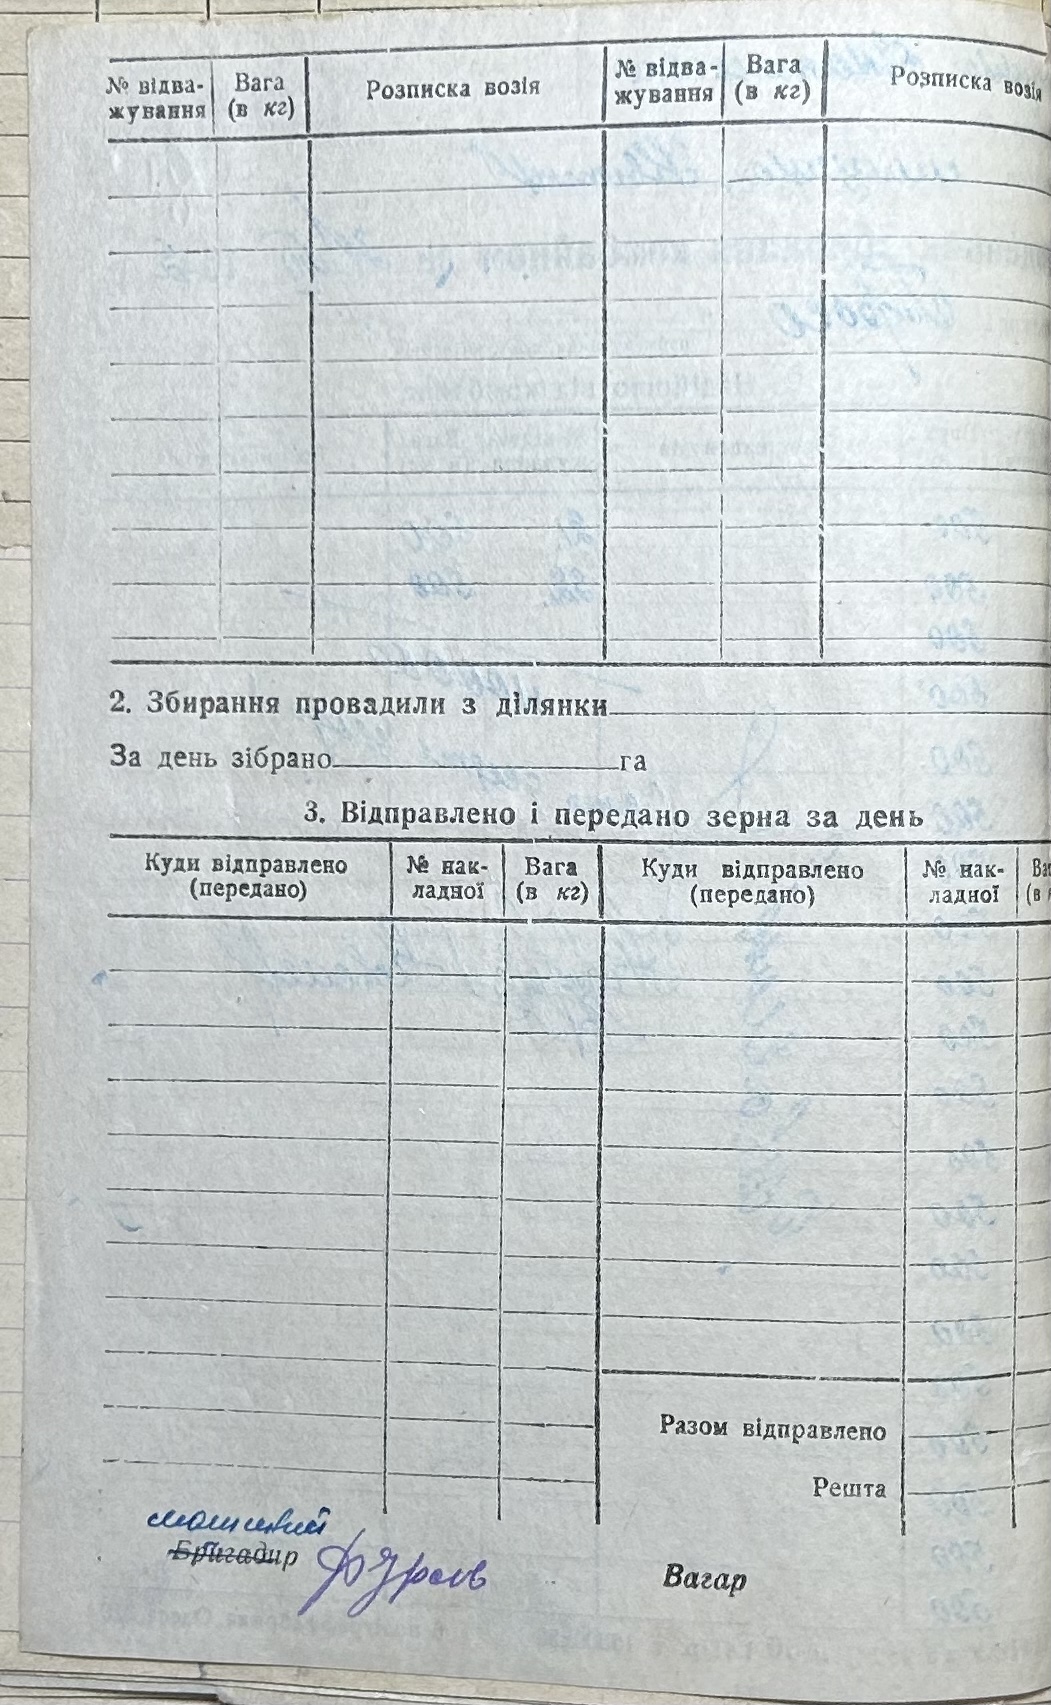 № відва-
жування
Вага
(в кг)
Розписка возія
№ відва-
жування
Вага
(в кг)
Розписка возія
2. Збирання провадили з ділянки
За день зібрано га
3. Відправлено і передано зерна за день
Куди відправлено
(передано)
№ нак-
ладної
Вага
(в кг)
Куди відправлено
(передано)
№ нак-
ладної
Разом відправлено
Решта
Бригадир
Вагар